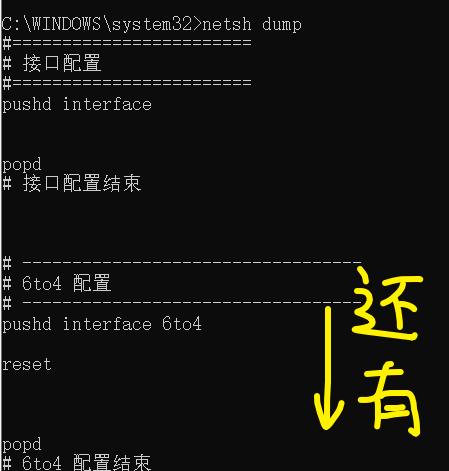 C:\WINDOWS\system32>netsh dump
#========================
# 接口配置
#========================
pushd interface
popd
# 接口配置结束
# ----------------------------------
# 6to4 配置
# ----------------------------------
pushd interface 6to4
reset
popd
# 6to4 配置结束
还
有